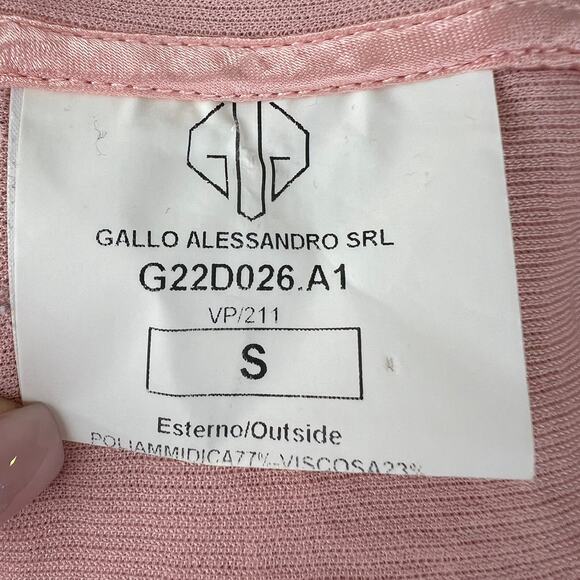 GALLO ALESSANDRO SRL
G22D026.A1
VP/211
S
Esterno/Outside
POLIAMMIDICA77%-VISCOSA23%